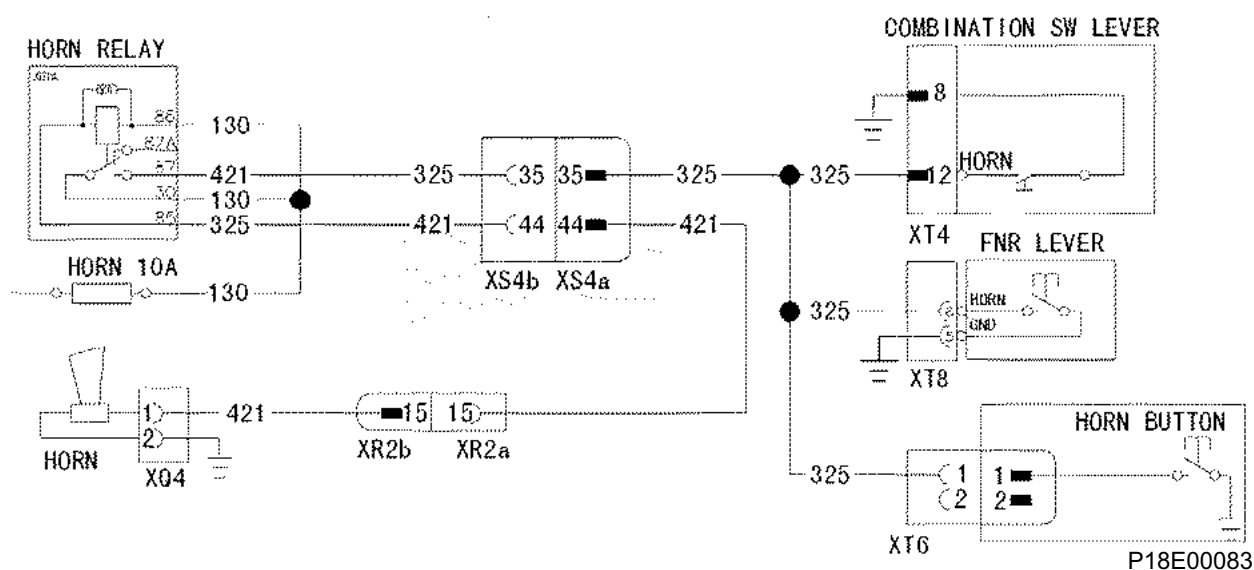 COMBINATION SW LEVER
HORN RELAY
86 130
8 
87A
87 421 325 35 35 325 325 12 HORN
30 130
85 325 421 44 44 421
XT4
FNR LEVER
HORN 10A
XS4b XS4a
130
325 HORN
GND
XT8
1 421 15 15
2
HORN
XQ4
XR2b XR2a
HORN BUTTON
325 1 1
2 2
XT6
P18E00083